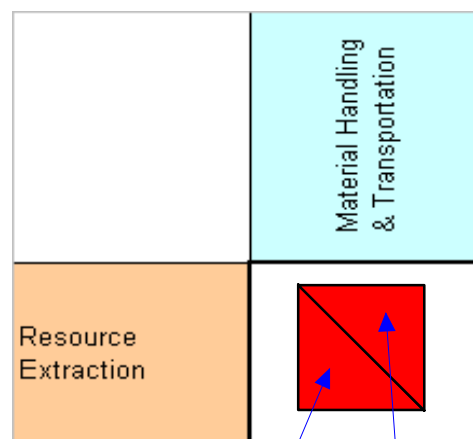 Material Handling
& Transportation
Resource
Extraction